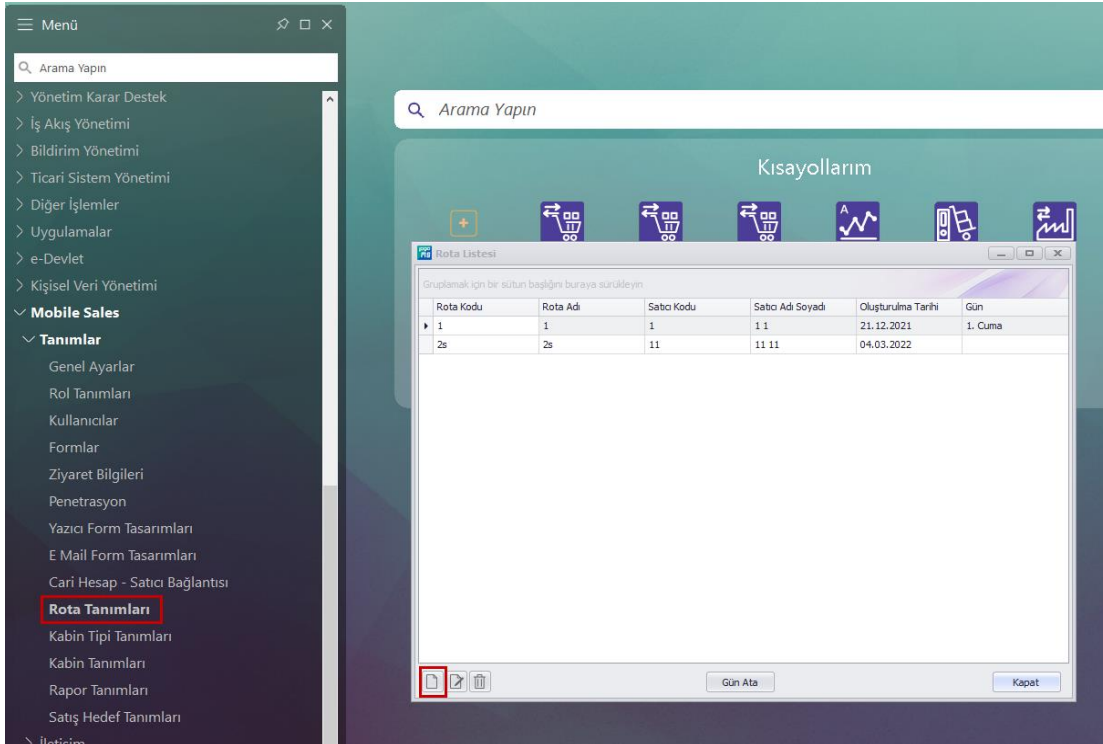 Menü
Arama Yapın
Yönetim Karar Destek
İş Akış Yönetimi
Bildirim Yönetimi
Ticari Sistem Yönetimi
Diğer İşlemler
Uygulamalar
e-Devlet
Kişisel Veri Yönetimi
Mobile Sales
Tanımlar
Genel Ayarlar
Rol Tanımları
Kullanıcılar
Formlar
Ziyaret Bilgileri
Penetrasyon
Yazıcı Form Tasarımları
E Mail Form Tasarımları
Cari Hesap - Satıcı Bağlantısı
Rota Tanımları
Kabin Tipi Tanımları
Kabin Tanımları
Rapor Tanımları
Satış Hedef Tanımları
İletişim
Arama Yapın
Kısayollarım
A
Rota Listesi
Gruplamak için bir sütun başlığını buraya sürükleyin
Rota Kodu Rota Adı Satıcı Kodu Satıcı Adı Soyadı Oluşturulma Tarihi Gün
1 1 1 1 1 21.12.2021 1. Cuma
2s 2s 11 11 11 04.03.2022
Gün Ata Kapat